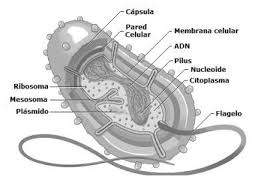 Cápsula
Pared
Celular
Membrana celular
ADN
Pilus
Nucleoide
Citoplasma
Ribosoma
Mesosoma
Plásmido
Flagelo